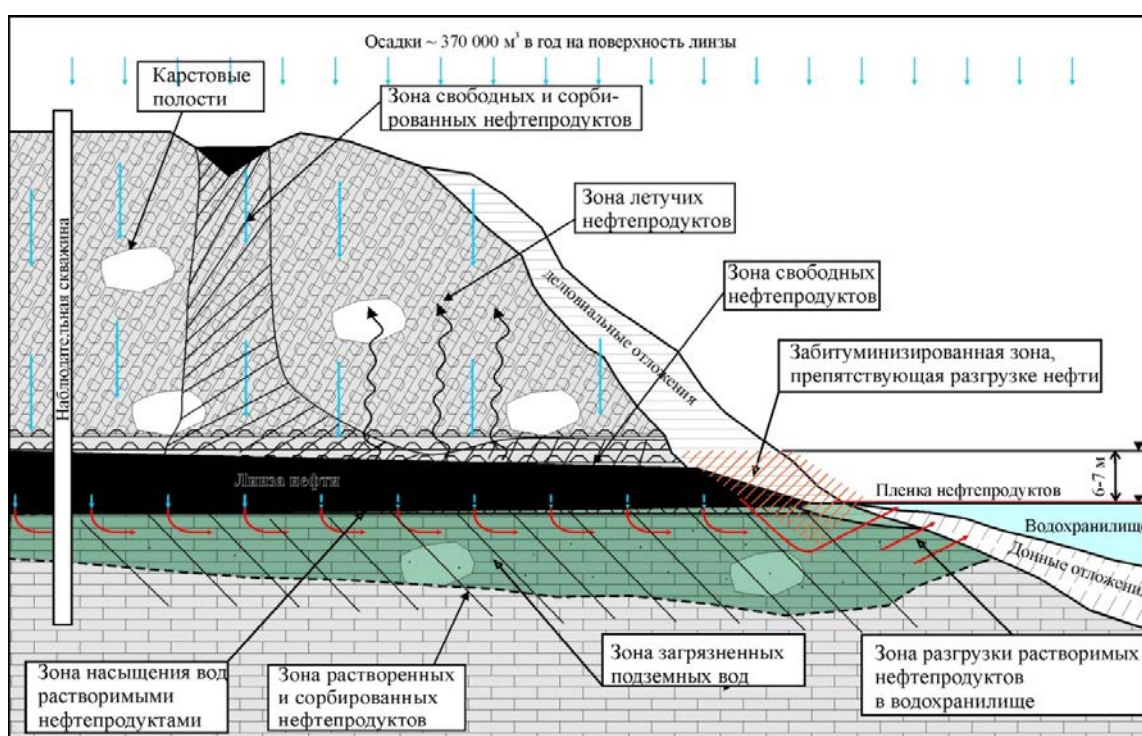 Осадки ~ 370 000 м³ в год на поверхность линзы
Карстовые
полости
Зона свободных и сорби-
рованных нефтепродуктов
Зона летучих
нефтепродуктов
Зона свободных
нефтепродуктов
делювиальные отложения
Забитуминизированная зона,
препятствующая разгрузке нефти
Наблюдательная скважина
6-7 м
Линза нефти
Пленка нефтепродуктов
Водохранилище
Донные отложения
Зона насыщения вод
растворимыми
нефтепродуктами
Зона растворенных
и сорбированных
нефтепродуктов
Зона загрязненных
подземных вод
Зона разгрузки растворимых
нефтепродуктов
в водохранилище